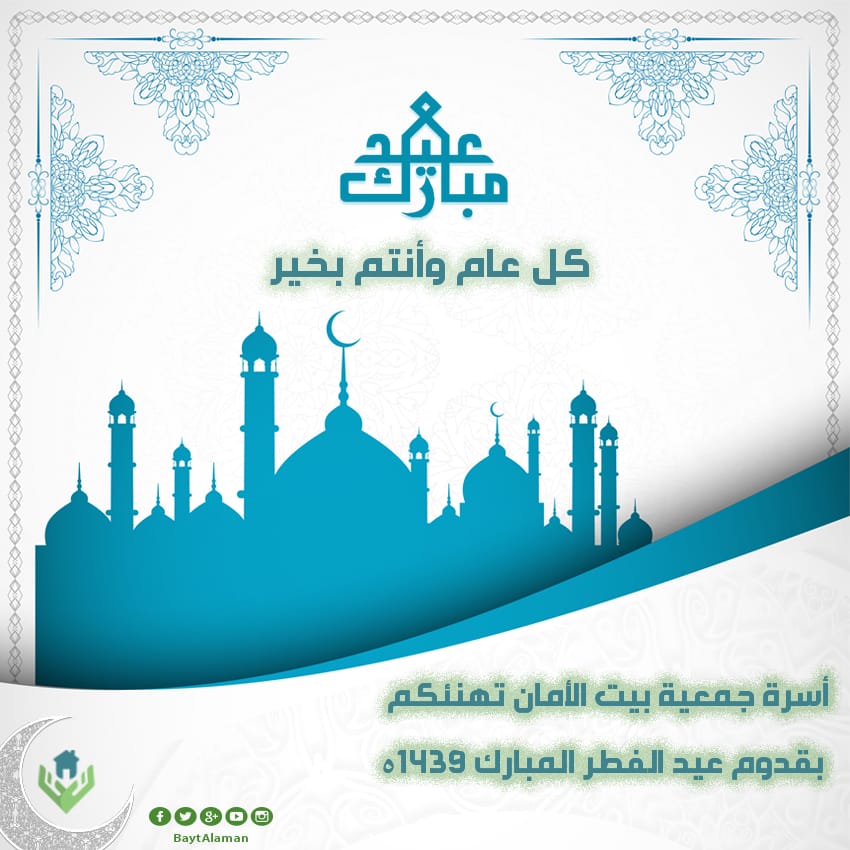 عيد
مبارك
كل عام وأنتم بخير
أسرة جمعية بيت الأمان تهنئكم
بقدوم عيد الفطر المبارك 1439ه
BaytAlaman